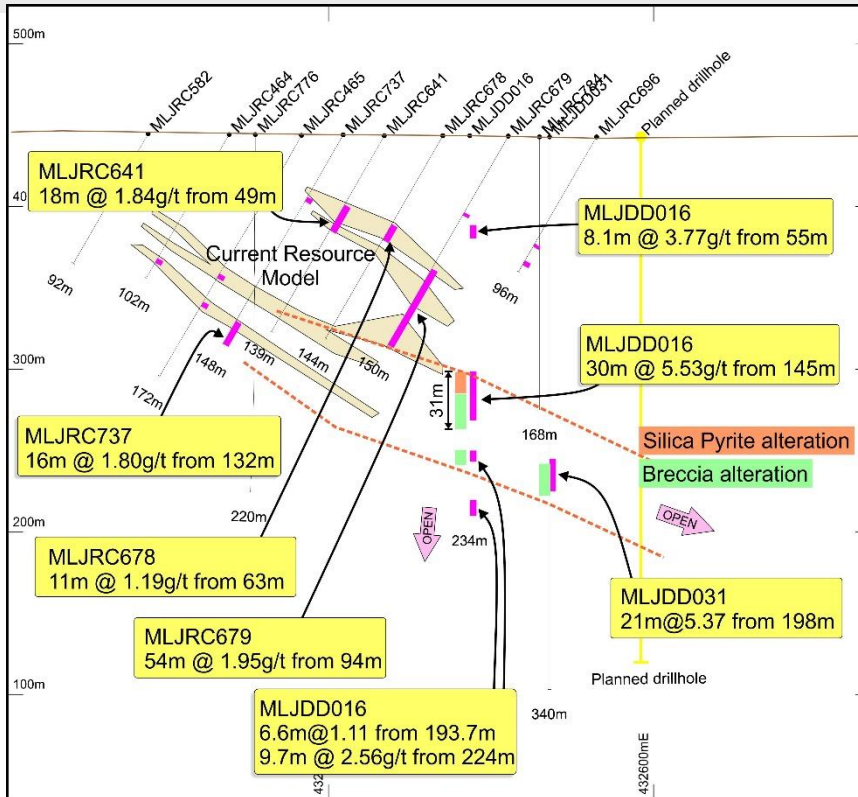 500m
MLJRC582
MLJRC464
MLJRC776
MLJRC465
MLJRC737
MLJRC641
MLJRC678
MLJDD016
MLJRC679
MLJRC784
MLJDD031
MLJRC696
Planned drillhole
MLJRC641
18m @ 1.84g/t from 49m
MLJDD016
8.1m @ 3.77g/t from 55m
Current Resource
Model
92m
102m
172m
148m
139m
144m
150m
96m
300m
31m
MLJDD016
30m @ 5.53g/t from 145m
MLJRC737
16m @ 1.80g/t from 132m
168m
Silica Pyrite alteration
Breccia alteration
220m
OPEN
234m
OPEN
200m
MLJRC678
11m @ 1.19g/t from 63m
MLJDD031
21m@5.37 from 198m
MLJRC679
54m @ 1.95g/t from 94m
Planned drillhole
100m
MLJDD016
6.6m@1.11 from 193.7m
9.7m @ 2.56g/t from 224m
340m
432600mE